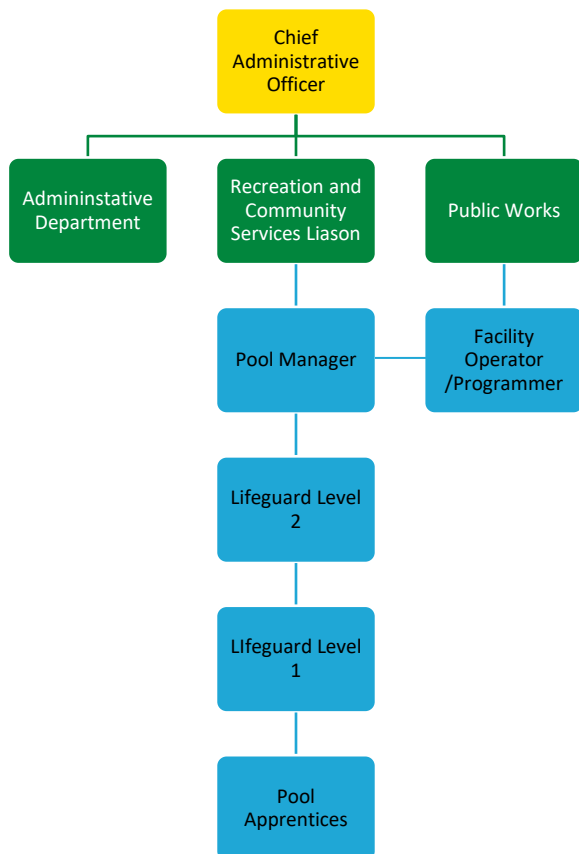 Chief
Administrative
Officer
Admininstative
Department
Recreation and
Community
Services Liason
Public Works
Pool Manager
Facility
Operator
/Programmer
Lifeguard Level
2
LIfeguard Level
1
Pool
Apprentices